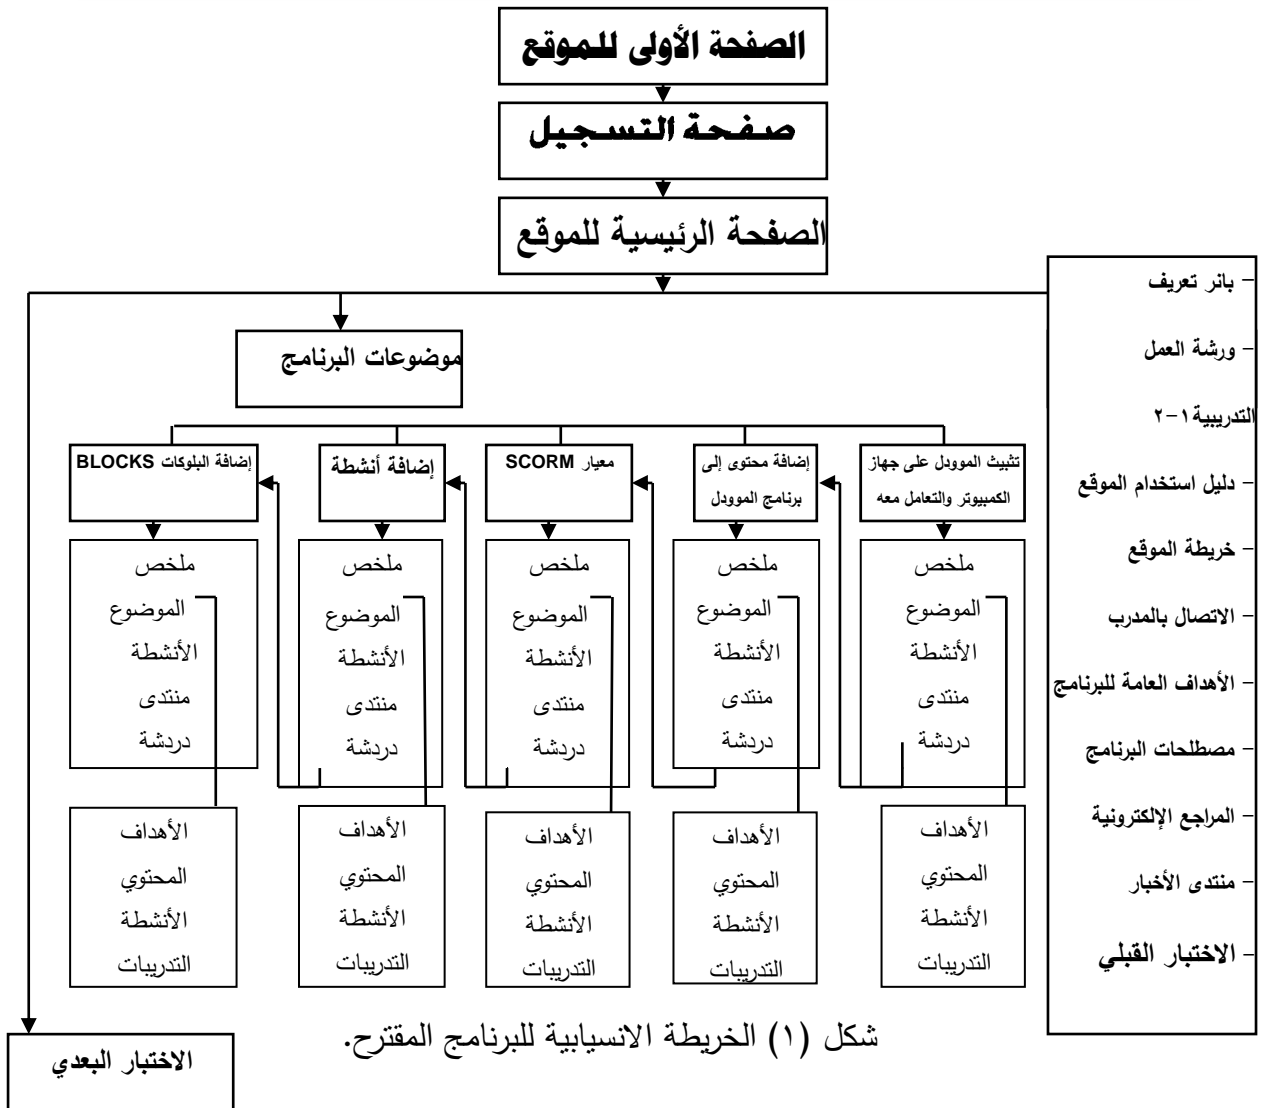 الصفحة الأولى للموقع
صفحة التسجيل
الصفحة الرئيسية للموقع
– بانر تعريف
– ورشة العمل
التدريبية ١-٢
– دليل استخدام الموقع
– خريطة الموقع
– الاتصال بالمدرب
– الأهداف العامة للبرنامج
– مصطلحات البرنامج
– المراجع الإلكترونية
– منتدى الأخبار
– الاختبار القبلي
موضوعات البرنامج
تثبيث الموودل على جهاز
الكمبيوتر والتعامل معه
إضافة محتوى إلى
برنامج الموودل
معيار SCORM
إضافة أنشطة
إضافة البلوكات BLOCKS
ملخص
الموضوع
الأنشطة
منتدى
دردشة
ملخص
الموضوع
الأنشطة
منتدى
دردشة
ملخص
الموضوع
الأنشطة
منتدى
دردشة
ملخص
الموضوع
الأنشطة
منتدى
دردشة
ملخص
الموضوع
الأنشطة
منتدى
دردشة
الأهداف
المحتوي
الأنشطة
التدريبات
الأهداف
المحتوي
الأنشطة
التدريبات
الأهداف
المحتوي
الأنشطة
التدريبات
الأهداف
المحتوي
الأنشطة
التدريبات
الأهداف
المحتوي
الأنشطة
التدريبات
شكل (١) الخريطة الانسيابية للبرنامج المقترح.
الاختبار البعدي